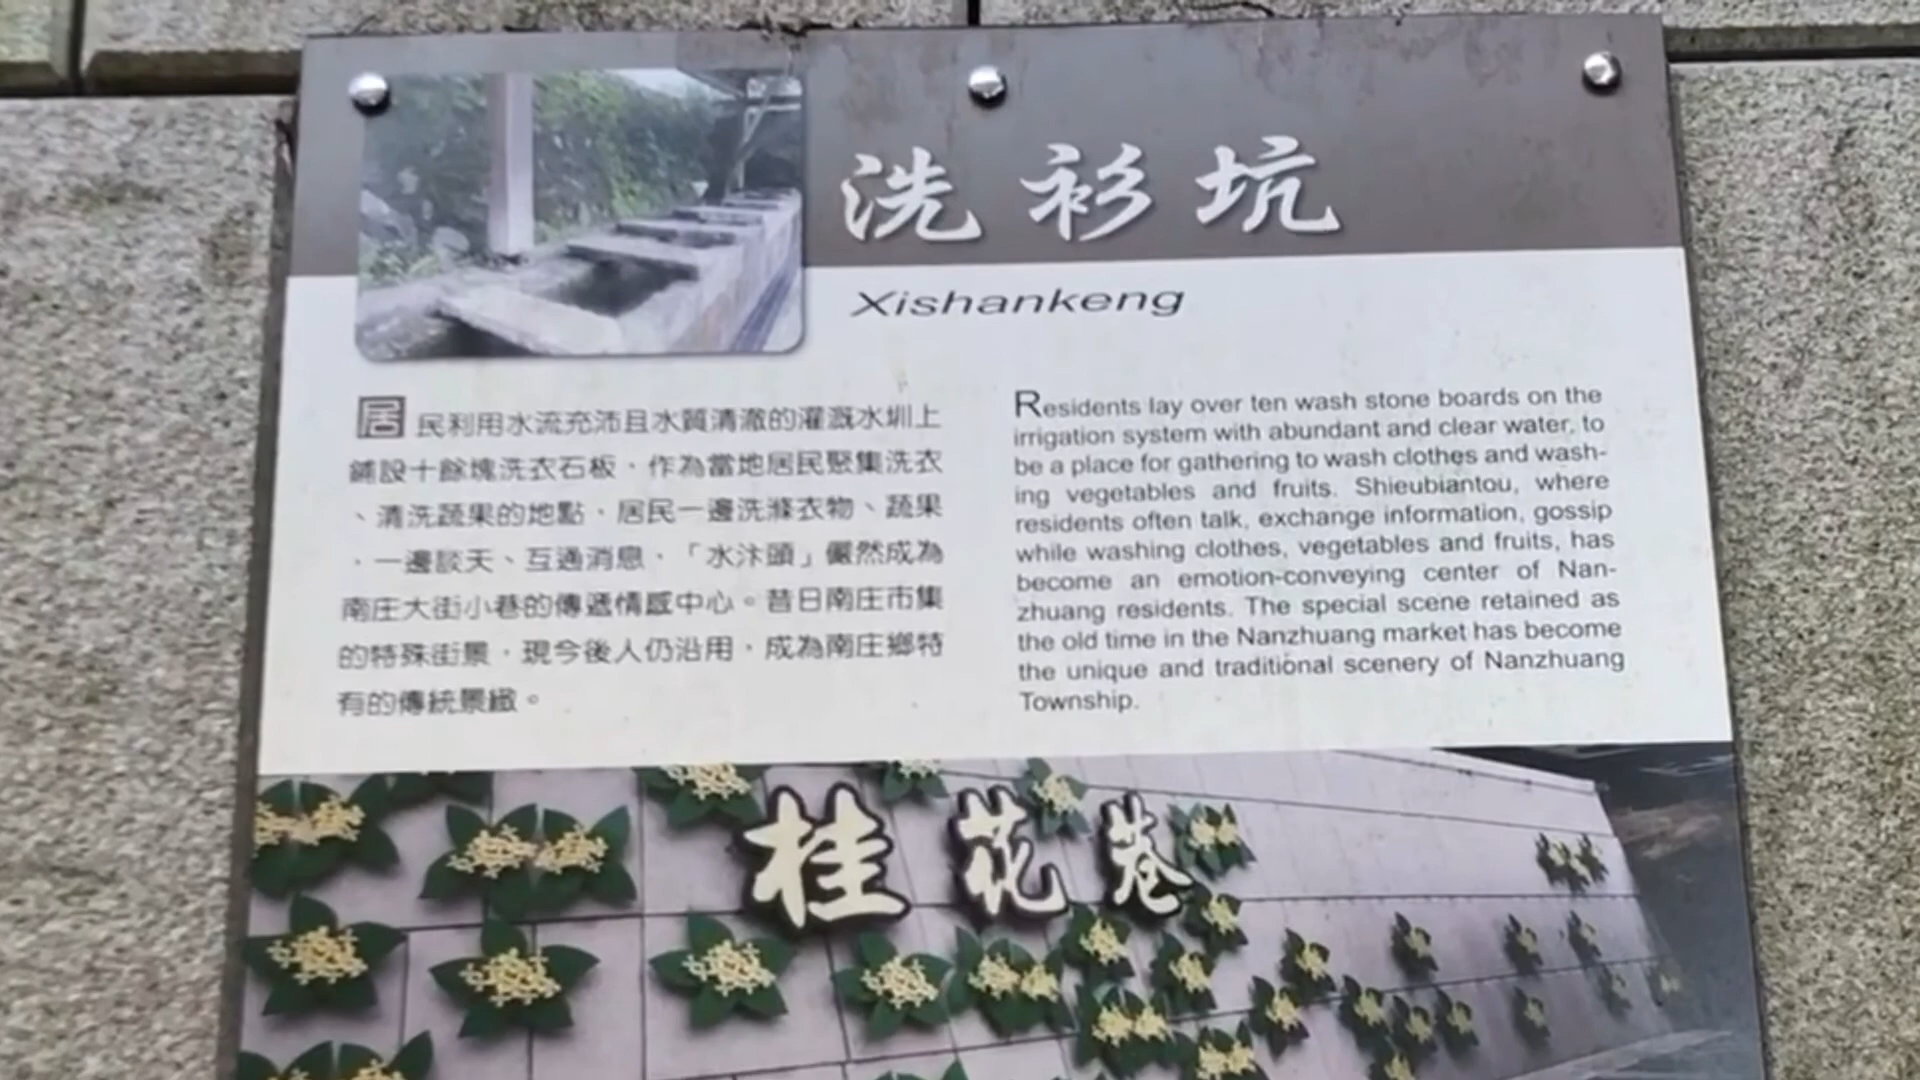 洗衫坑
Xishankeng
居民利用水流充沛且水質清澈的灌溉水圳上
鋪設十餘塊洗衣石板，作為當地居民聚集洗衣
、清洗蔬果的地點，居民一邊洗滌衣物、蔬果
，一邊談天、互通消息，「水汴頭」儼然成為
南庄大街小巷的傳遞情感中心。昔日南庄市集
的特殊街景，現今後人仍沿用，成為南庄鄉特
有的傳統景緻。
Residents lay over ten wash stone boards on the
irrigation system with abundant and clear water, to
be a place for gathering to wash clothes and wash-
ing vegetables and fruits. Shieubiantou, where
residents often talk, exchange information, gossip
while washing clothes, vegetables and fruits, has
become an emotion-conveying center of Nan-
zhuang residents. The special scene retained as
the old time in the Nanzhuang market has become
the unique and traditional scenery of Nanzhuang
Township.
桂花巷